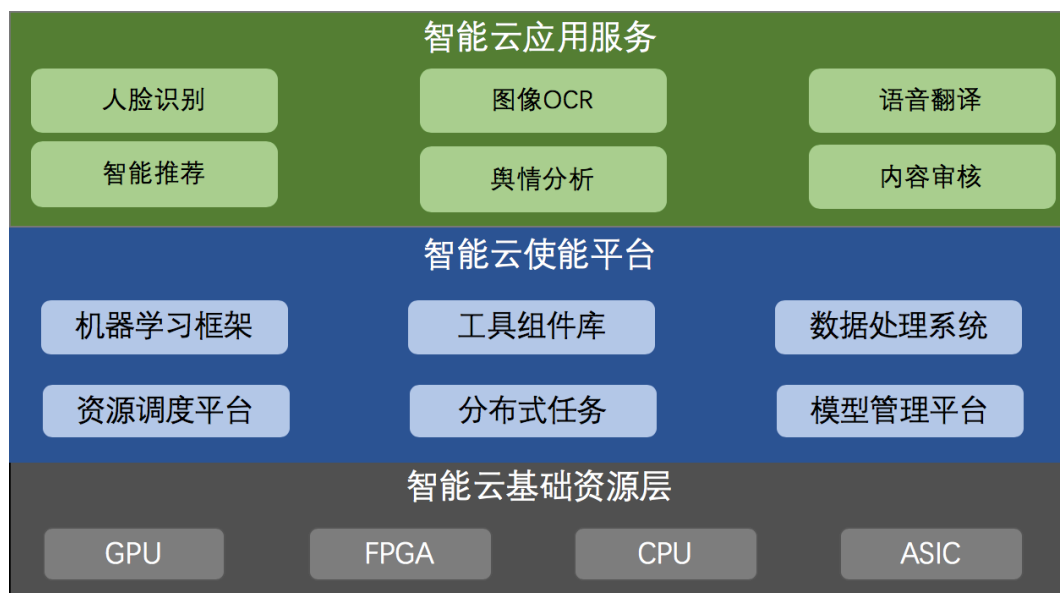 智能云应用服务
人脸识别 图像OCR 语音翻译
智能推荐 舆情分析 内容审核
智能云使能平台
机器学习框架 工具组件库 数据处理系统
资源调度平台 分布式任务 模型管理平台
智能云基础资源层
GPU FPGA CPU ASIC